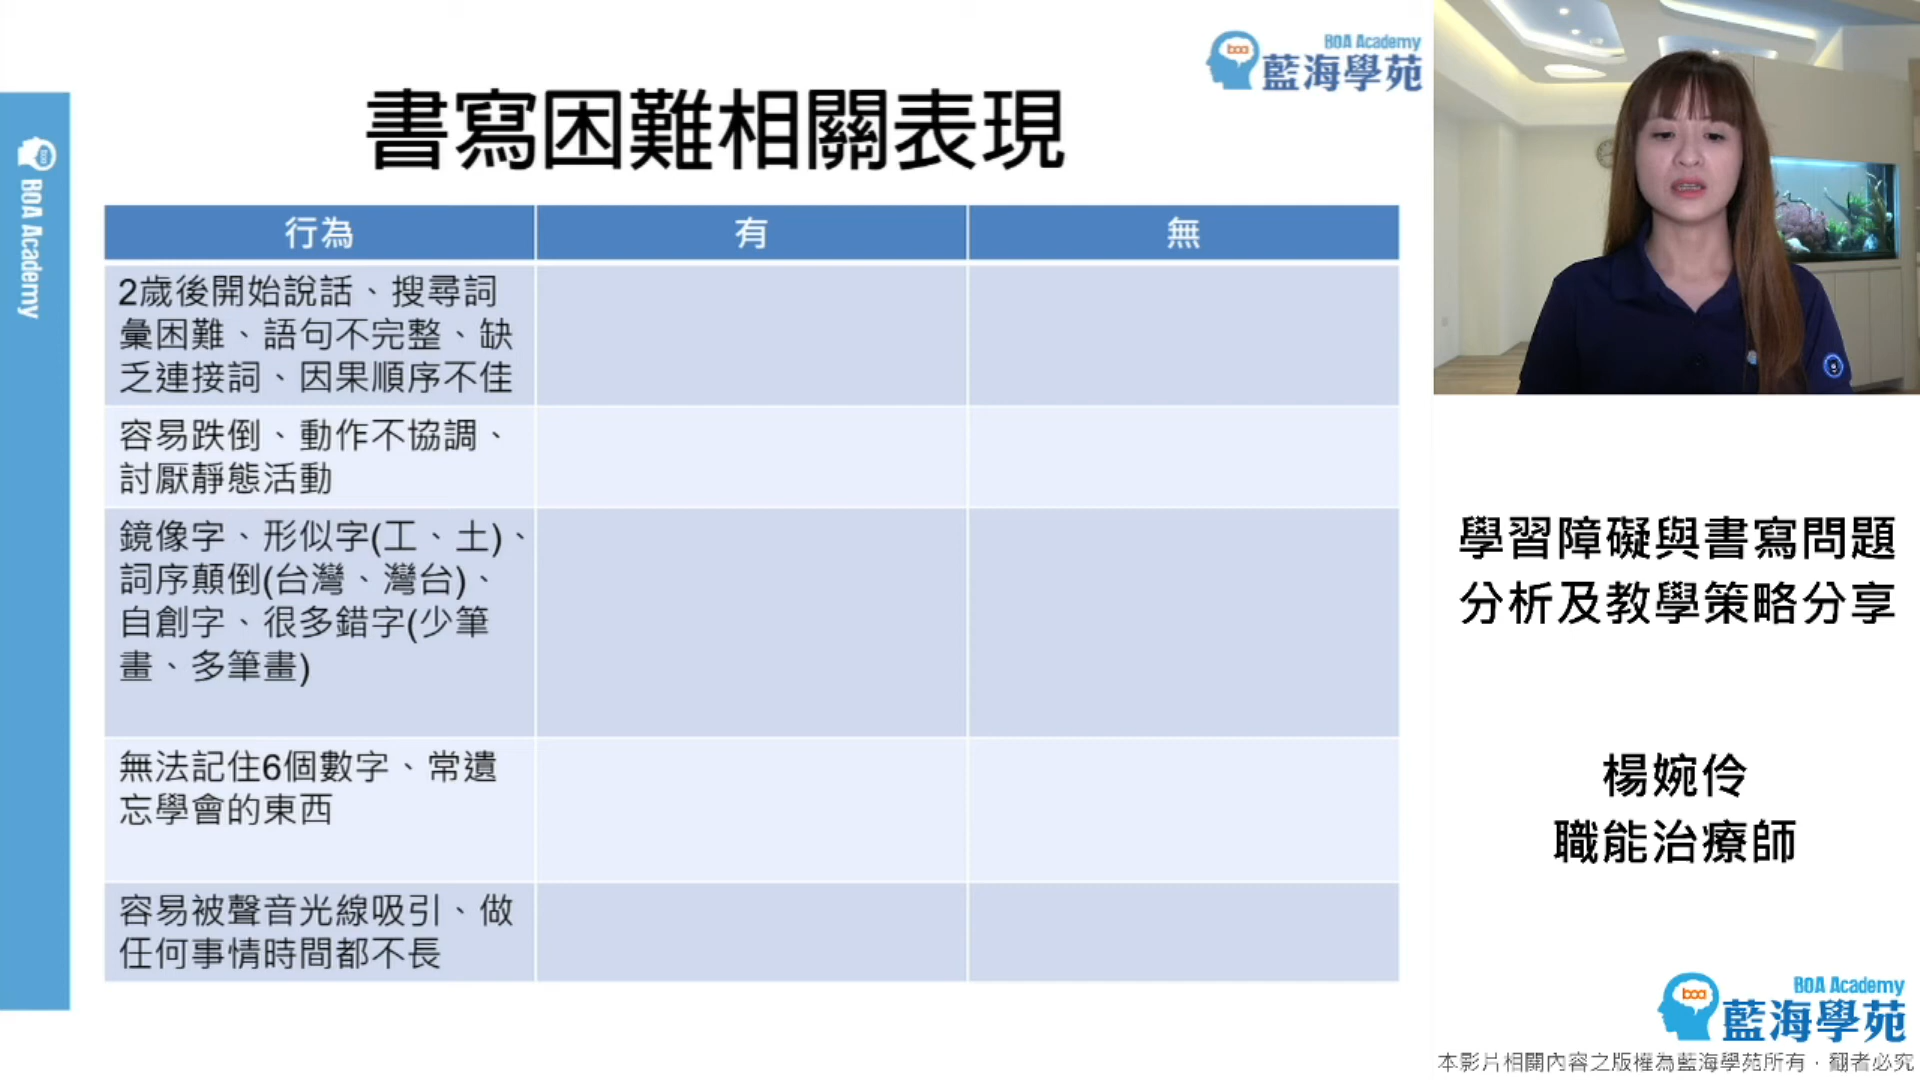 boa
BOA Academy
藍海學苑
boa
BOA Academy
書寫困難相關表現
行為
有
無
2歲後開始說話、搜尋詞
彙困難、語句不完整、缺
乏連接詞、因果順序不佳
容易跌倒、動作不協調、
討厭靜態活動
鏡像字、形似字(工、土)、
詞序顛倒(台灣、灣台)、
自創字、很多錯字(少筆
畫、多筆畫)
無法記住6個數字、常遺
忘學會的東西
容易被聲音光線吸引、做
任何事情時間都不長
學習障礙與書寫問題
分析及教學策略分享
楊婉伶
職能治療師
boa
BOA Academy
藍海學苑
本影片相關內容之版權為藍海學苑所有，翻者必究